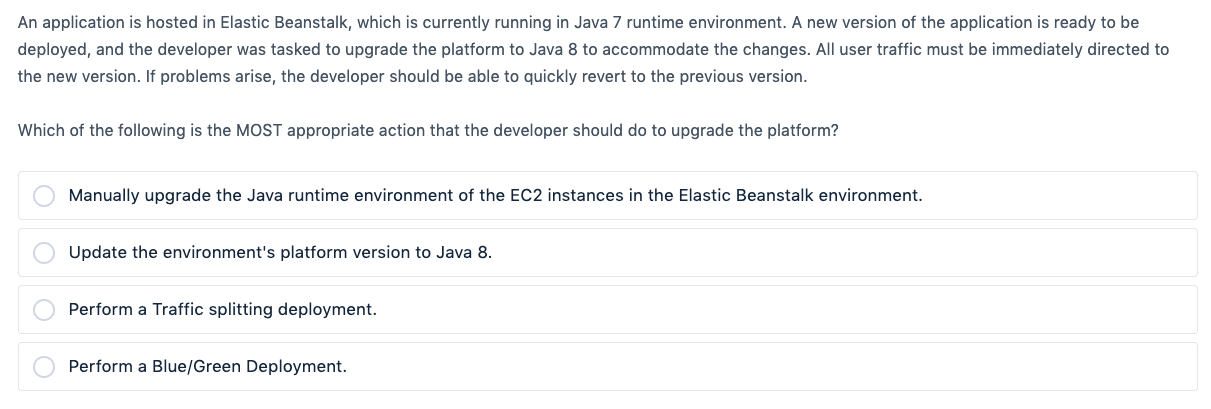 An application is hosted in Elastic Beanstalk, which is currently running in Java 7 runtime environment. A new version of the application is ready to be
deployed, and the developer was tasked to upgrade the platform to Java 8 to accommodate the changes. All user traffic must be immediately directed to
the new version. If problems arise, the developer should be able to quickly revert to the previous version.
Which of the following is the MOST appropriate action that the developer should do to upgrade the platform?
Manually upgrade the Java runtime environment of the EC2 instances in the Elastic Beanstalk environment.
Update the environment's platform version to Java 8.
Perform a Traffic splitting deployment.
Perform a Blue/Green Deployment.